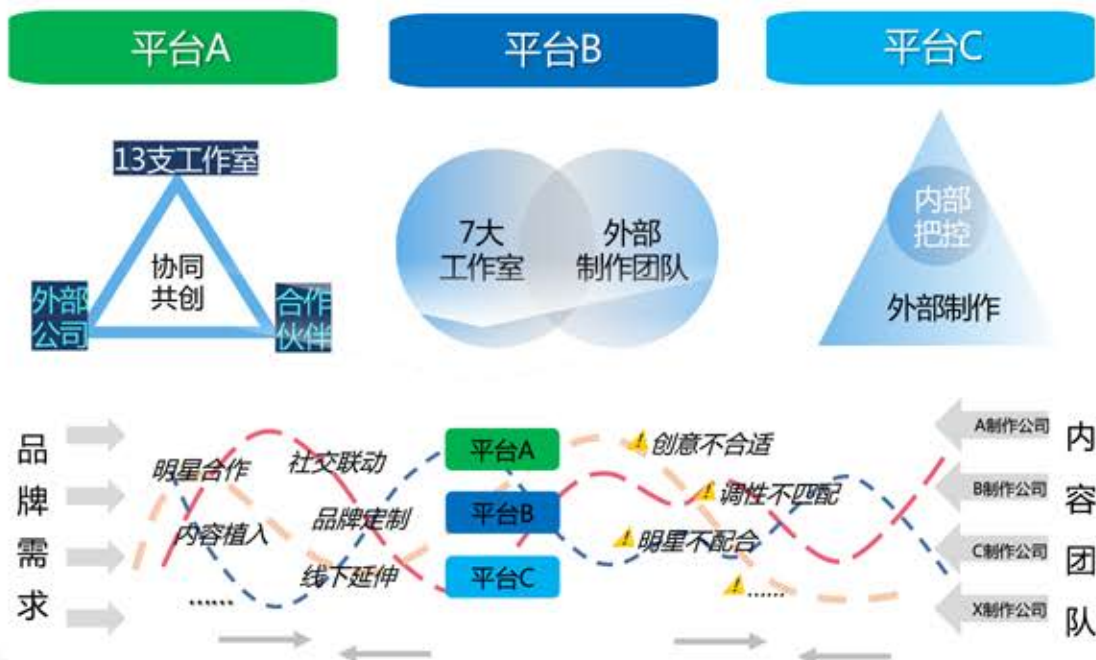 平台A
平台B
平台C
13支工作室
协同
共创
外部
公司
合作
伙伴
7大
工作室
外部
制作团队
内部
把控
外部制作
品
牌
需
求
明星合作
社交联动
内容植入
品牌定制
线下延伸
......
平台A
平台B
平台C
创意不合适
调性不匹配
明星不配合
......
A制作公司
B制作公司
C制作公司
X制作公司
内
容
团
队